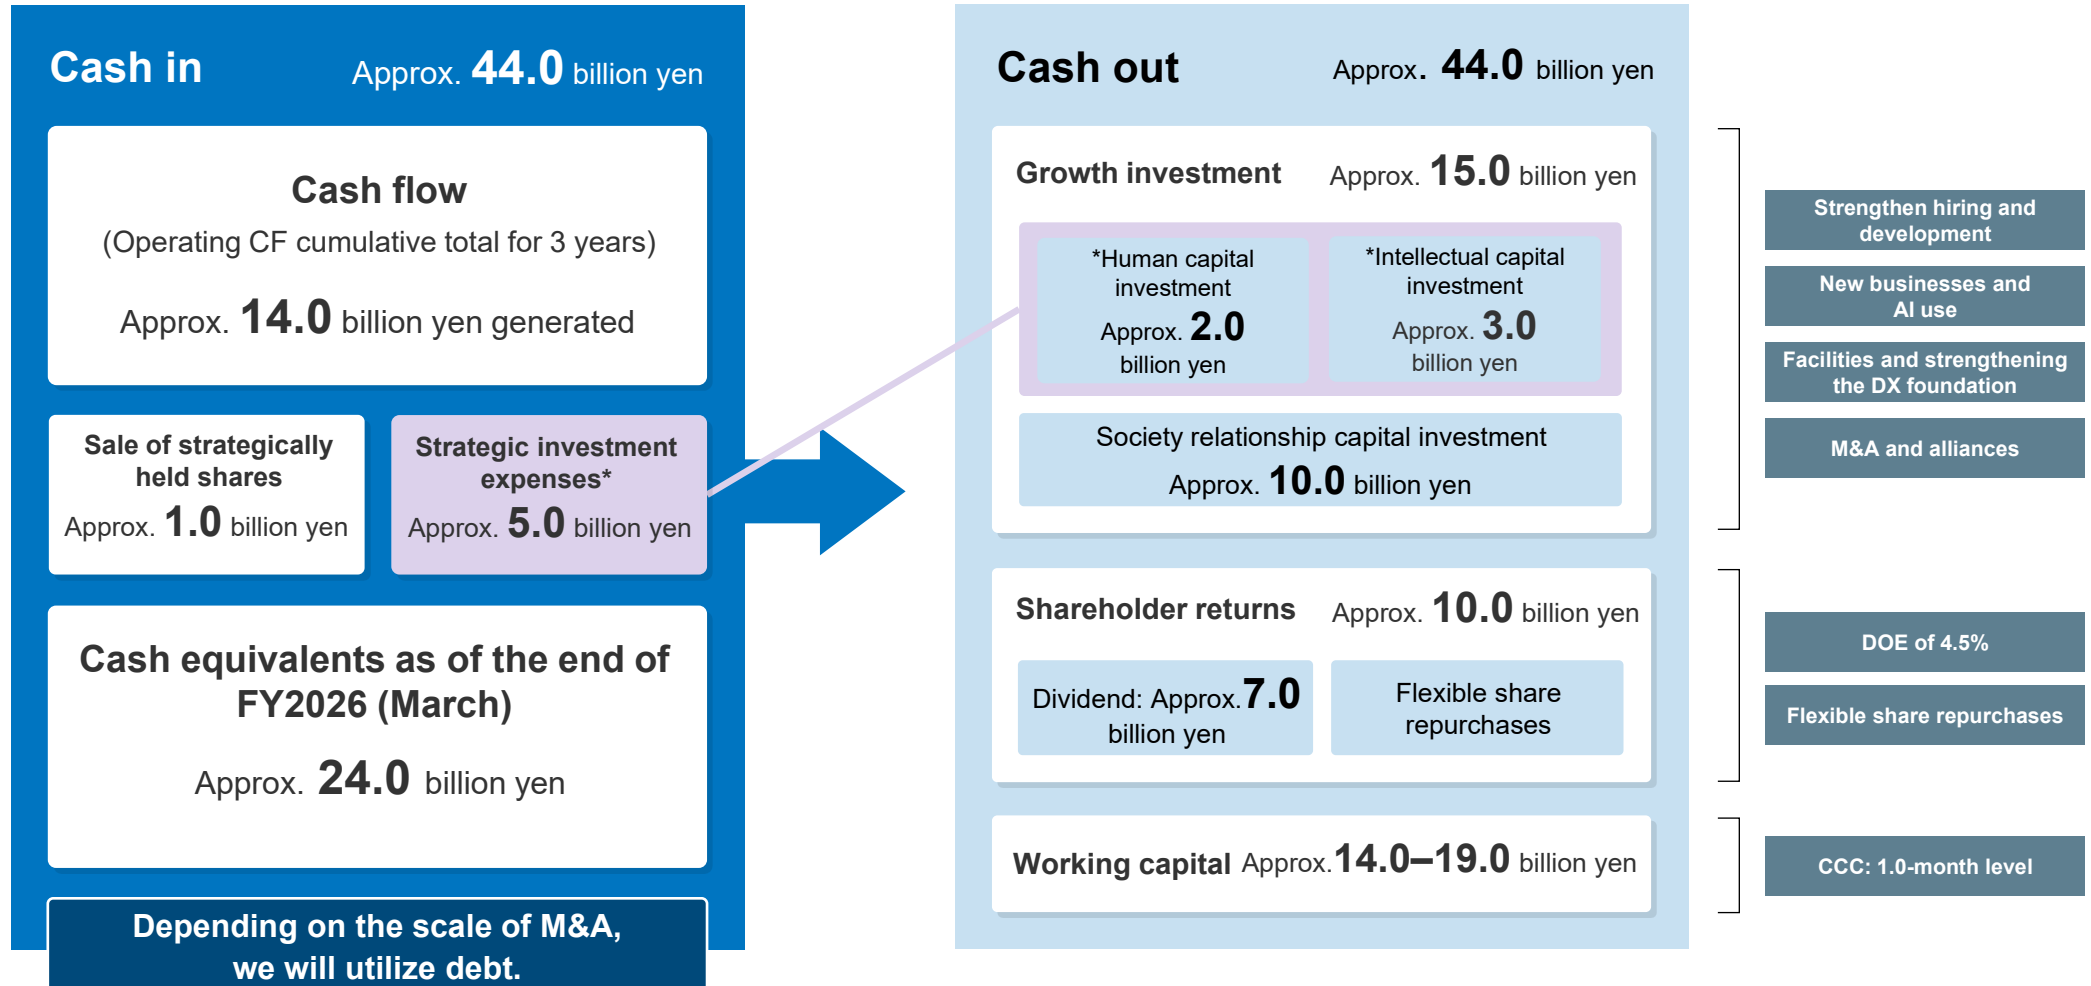 Cash in
Approx. 44.0 billion yen
Cash flow
(Operating CF cumulative total for 3 years)
Approx. 14.0 billion yen generated
Sale of strategically
held shares
Approx. 1.0 billion yen
Strategic investment
expenses*
Approx. 5.0 billion yen
Cash equivalents as of the end of
FY2026 (March)
Approx. 24.0 billion yen
Depending on the scale of M&A,
we will utilize debt.
Cash out
Approx. 44.0 billion yen
Growth investment
Approx. 15.0 billion yen
*Human capital
investment
Approx. 2.0
billion yen
*Intellectual capital
investment
Approx. 3.0
billion yen
Society relationship capital investment
Approx. 10.0 billion yen
Shareholder returns
Approx. 10.0 billion yen
Dividend: Approx.7.0
billion yen
Flexible share
repurchases
Working capital Approx.14.0–19.0 billion yen
Strengthen hiring and
development
New businesses and
AI use
Facilities and strengthening
the DX foundation
M&A and alliances
DOE of 4.5%
Flexible share repurchases
CCC: 1.0-month level